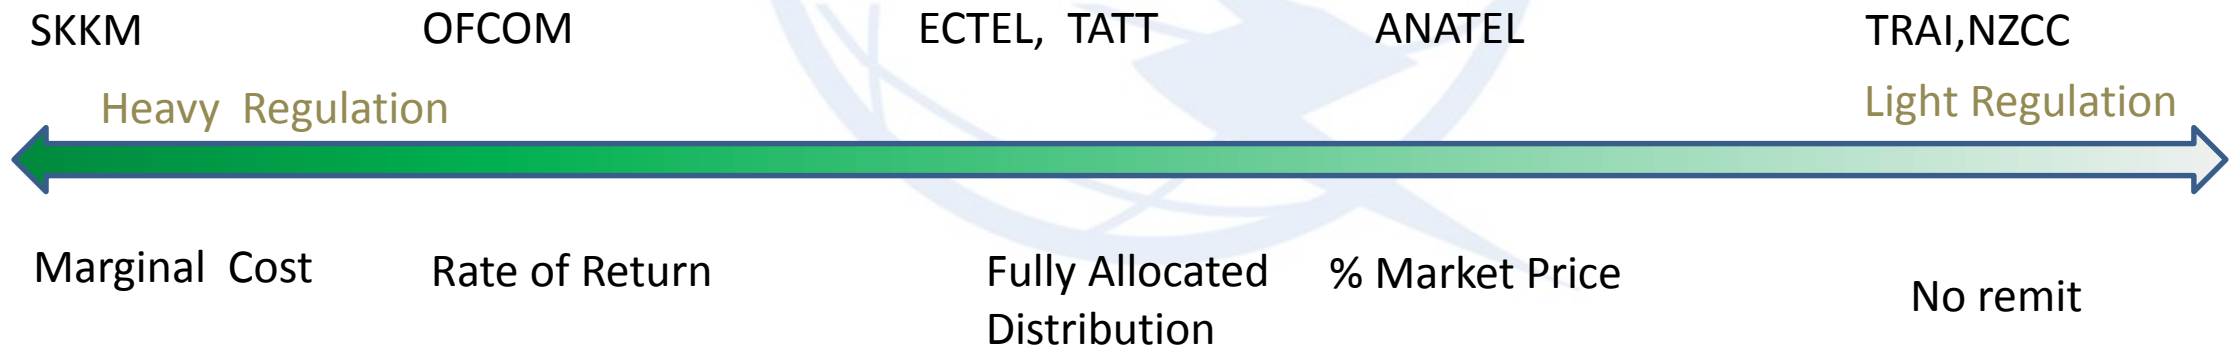 SKKM OFCOM ECTEL, TATT ANATEL TRAI,NZCC
Heavy Regulation Light Regulation
Marginal Cost Rate of Return Fully Allocated % Market Price No remit
Distribution